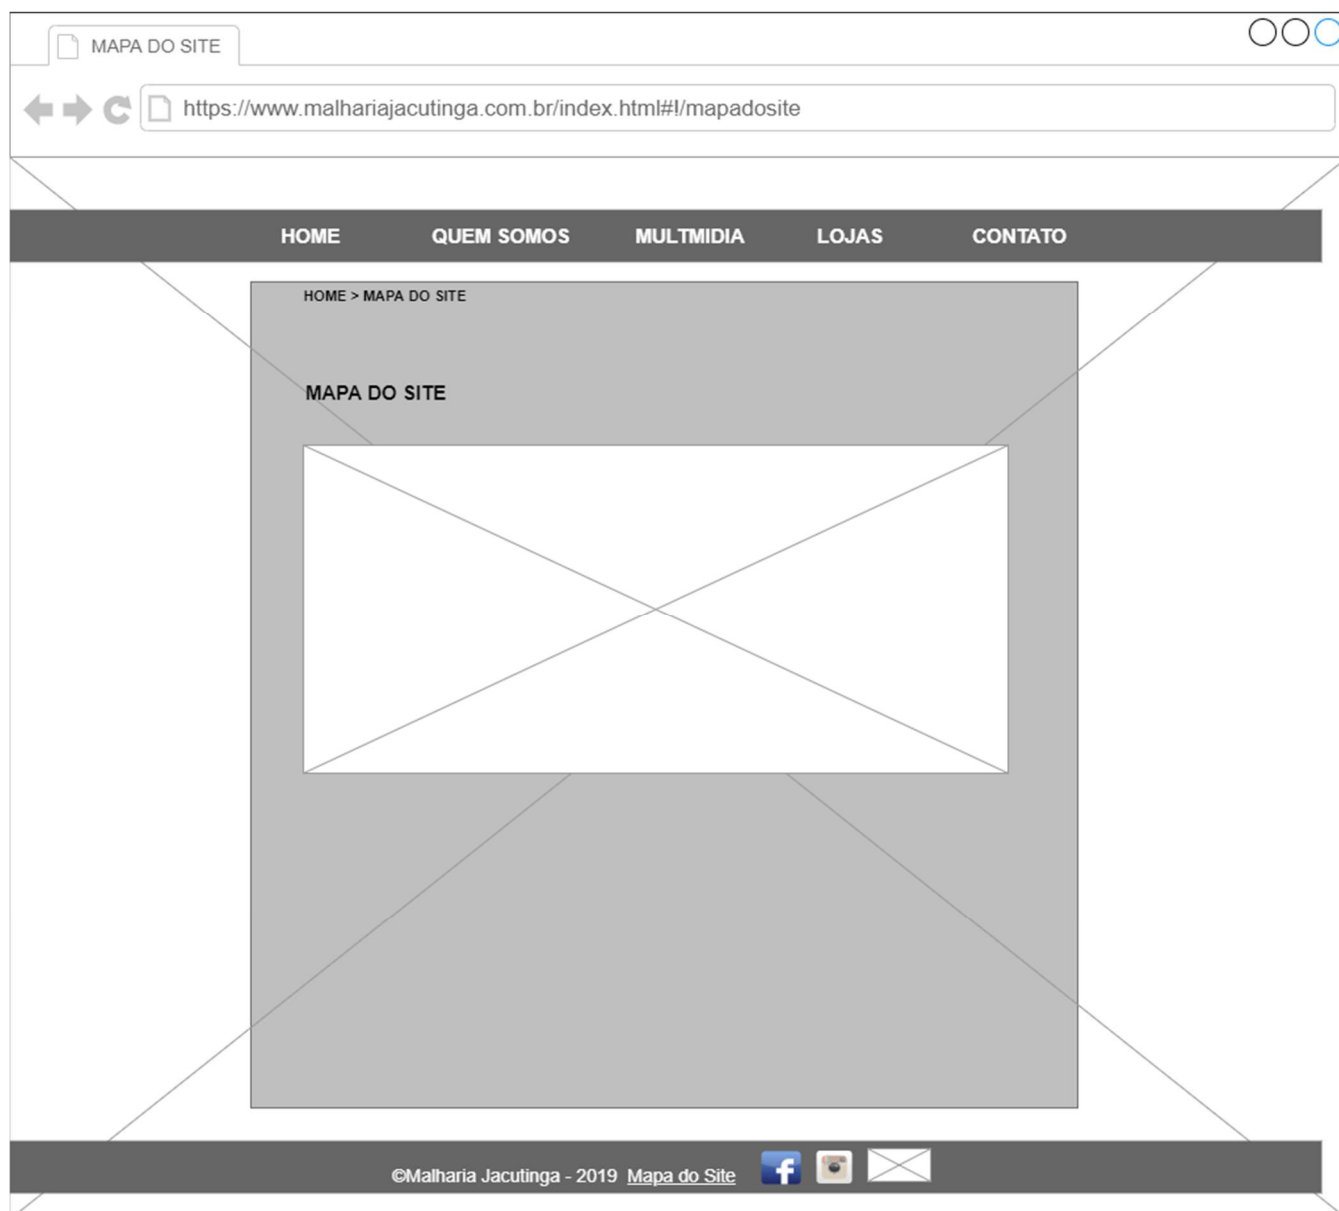 MAPA DO SITE
https://www.malhariajacutinga.com.br/index.html#!/mapadosite
HOME QUEM SOMOS MULTMIDIA LOJAS CONTATO
HOME > MAPA DO SITE
MAPA DO SITE
©Malharia Jacutinga - 2019 Mapa do Site